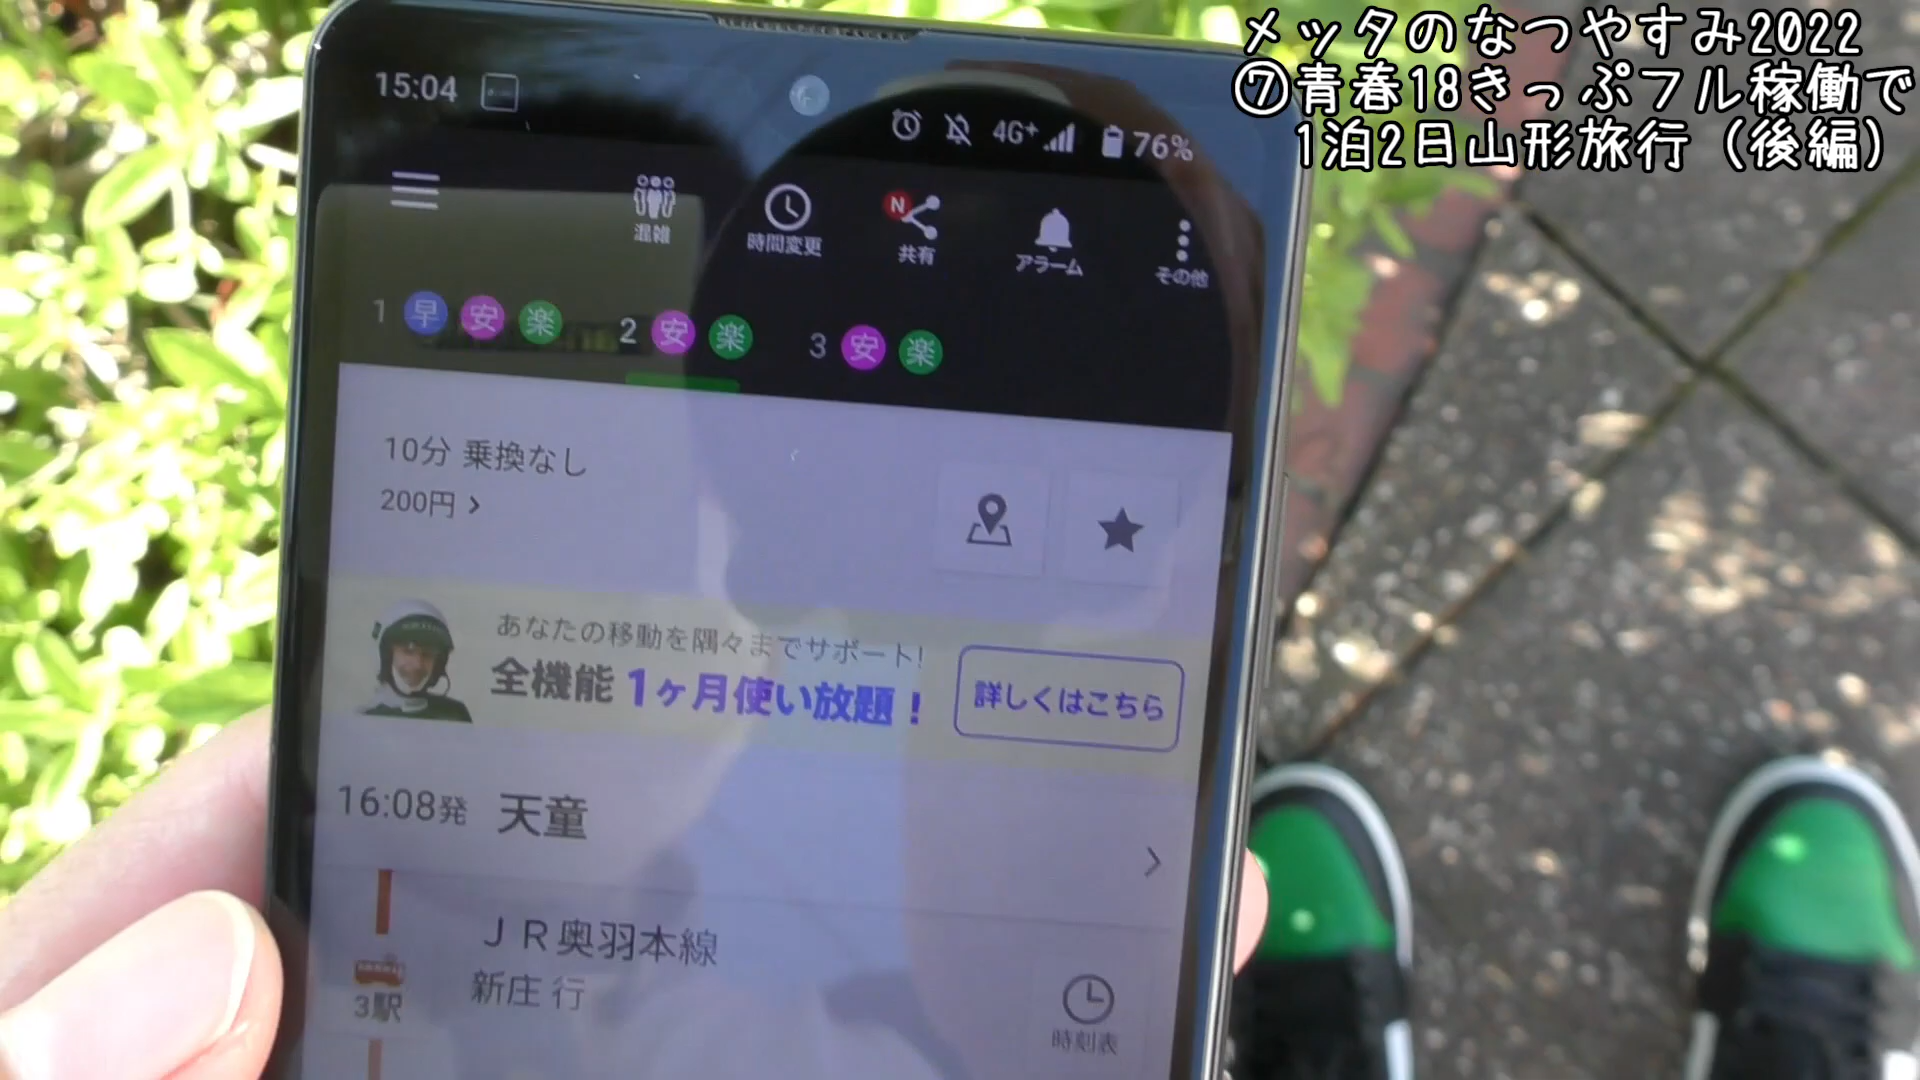 メッタのなつやすみ2022
⑦青春18きっぷフル稼働で
1泊2日山形旅行（後編）
15:04
4G+ 76%
混雑 時間変更 N 共有 アラーム その他
1 早 安 楽 2 安 楽 3 安 楽
10分 乗換なし
200円 >
あなたの移動を隅々までサポート!
全機能 1ヶ月使い放題！
詳しくはこちら
16:08発 天童
ＪＲ奥羽本線
新庄 行
3駅
時刻表